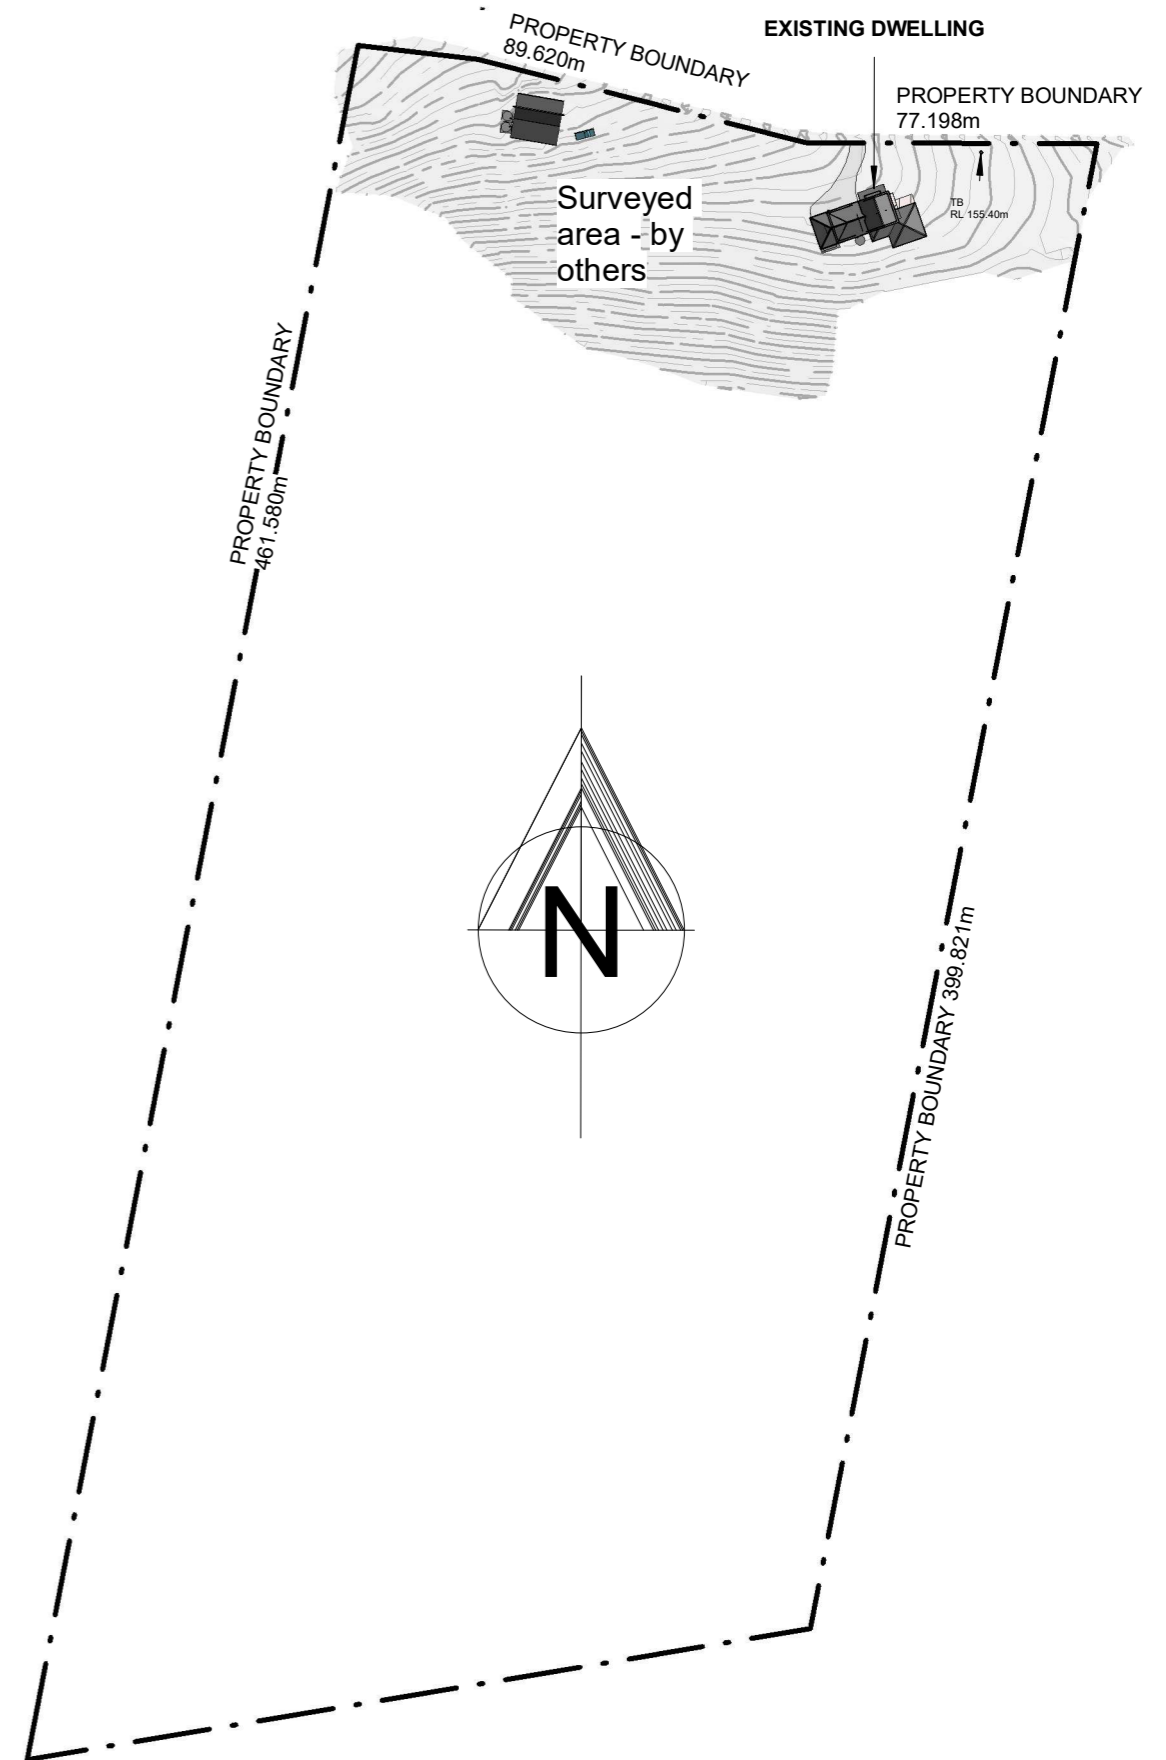 EXISTING DWELLING
PROPERTY BOUNDARY
89.620m
PROPERTY BOUNDARY
77.198m
Surveyed
area - by
others
TB
RL 155.40m
PROPERTY BOUNDARY
461.580m
N
PROPERTY BOUNDARY 399.821m